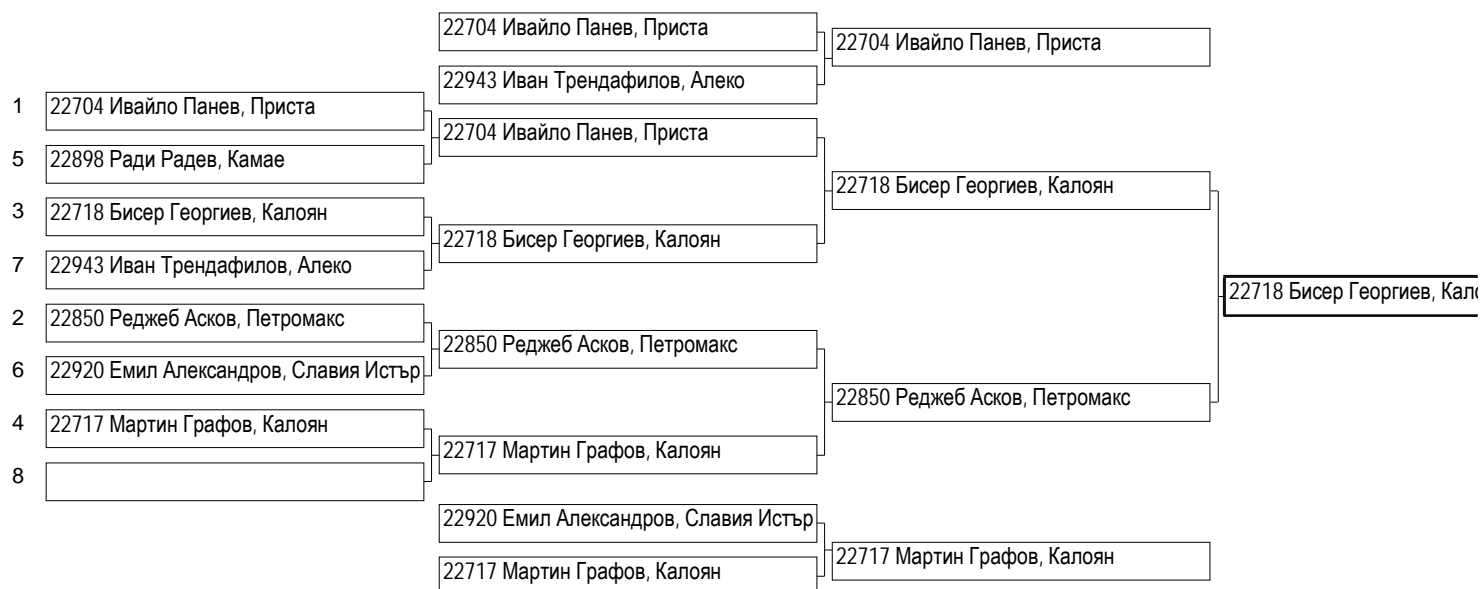 22704 Ивайло Панев, Приста
22704 Ивайло Панев, Приста
22943 Иван Трендафилов, Алеко
1 22704 Ивайло Панев, Приста
22704 Ивайло Панев, Приста
5 22898 Ради Радев, Камае
22718 Бисер Георгиев, Калоян
3 22718 Бисер Георгиев, Калоян
22718 Бисер Георгиев, Калоян
7 22943 Иван Трендафилов, Алеко
22718 Бисер Георгиев, Кало
2 22850 Реджеб Асков, Петромакс
22850 Реджеб Асков, Петромакс
6 22920 Емил Александров, Славия Истър
22850 Реджеб Асков, Петромакс
4 22717 Мартин Графов, Калоян
22717 Мартин Графов, Калоян
8
22920 Емил Александров, Славия Истър
22717 Мартин Графов, Калоян
22717 Мартин Графов, Калоян